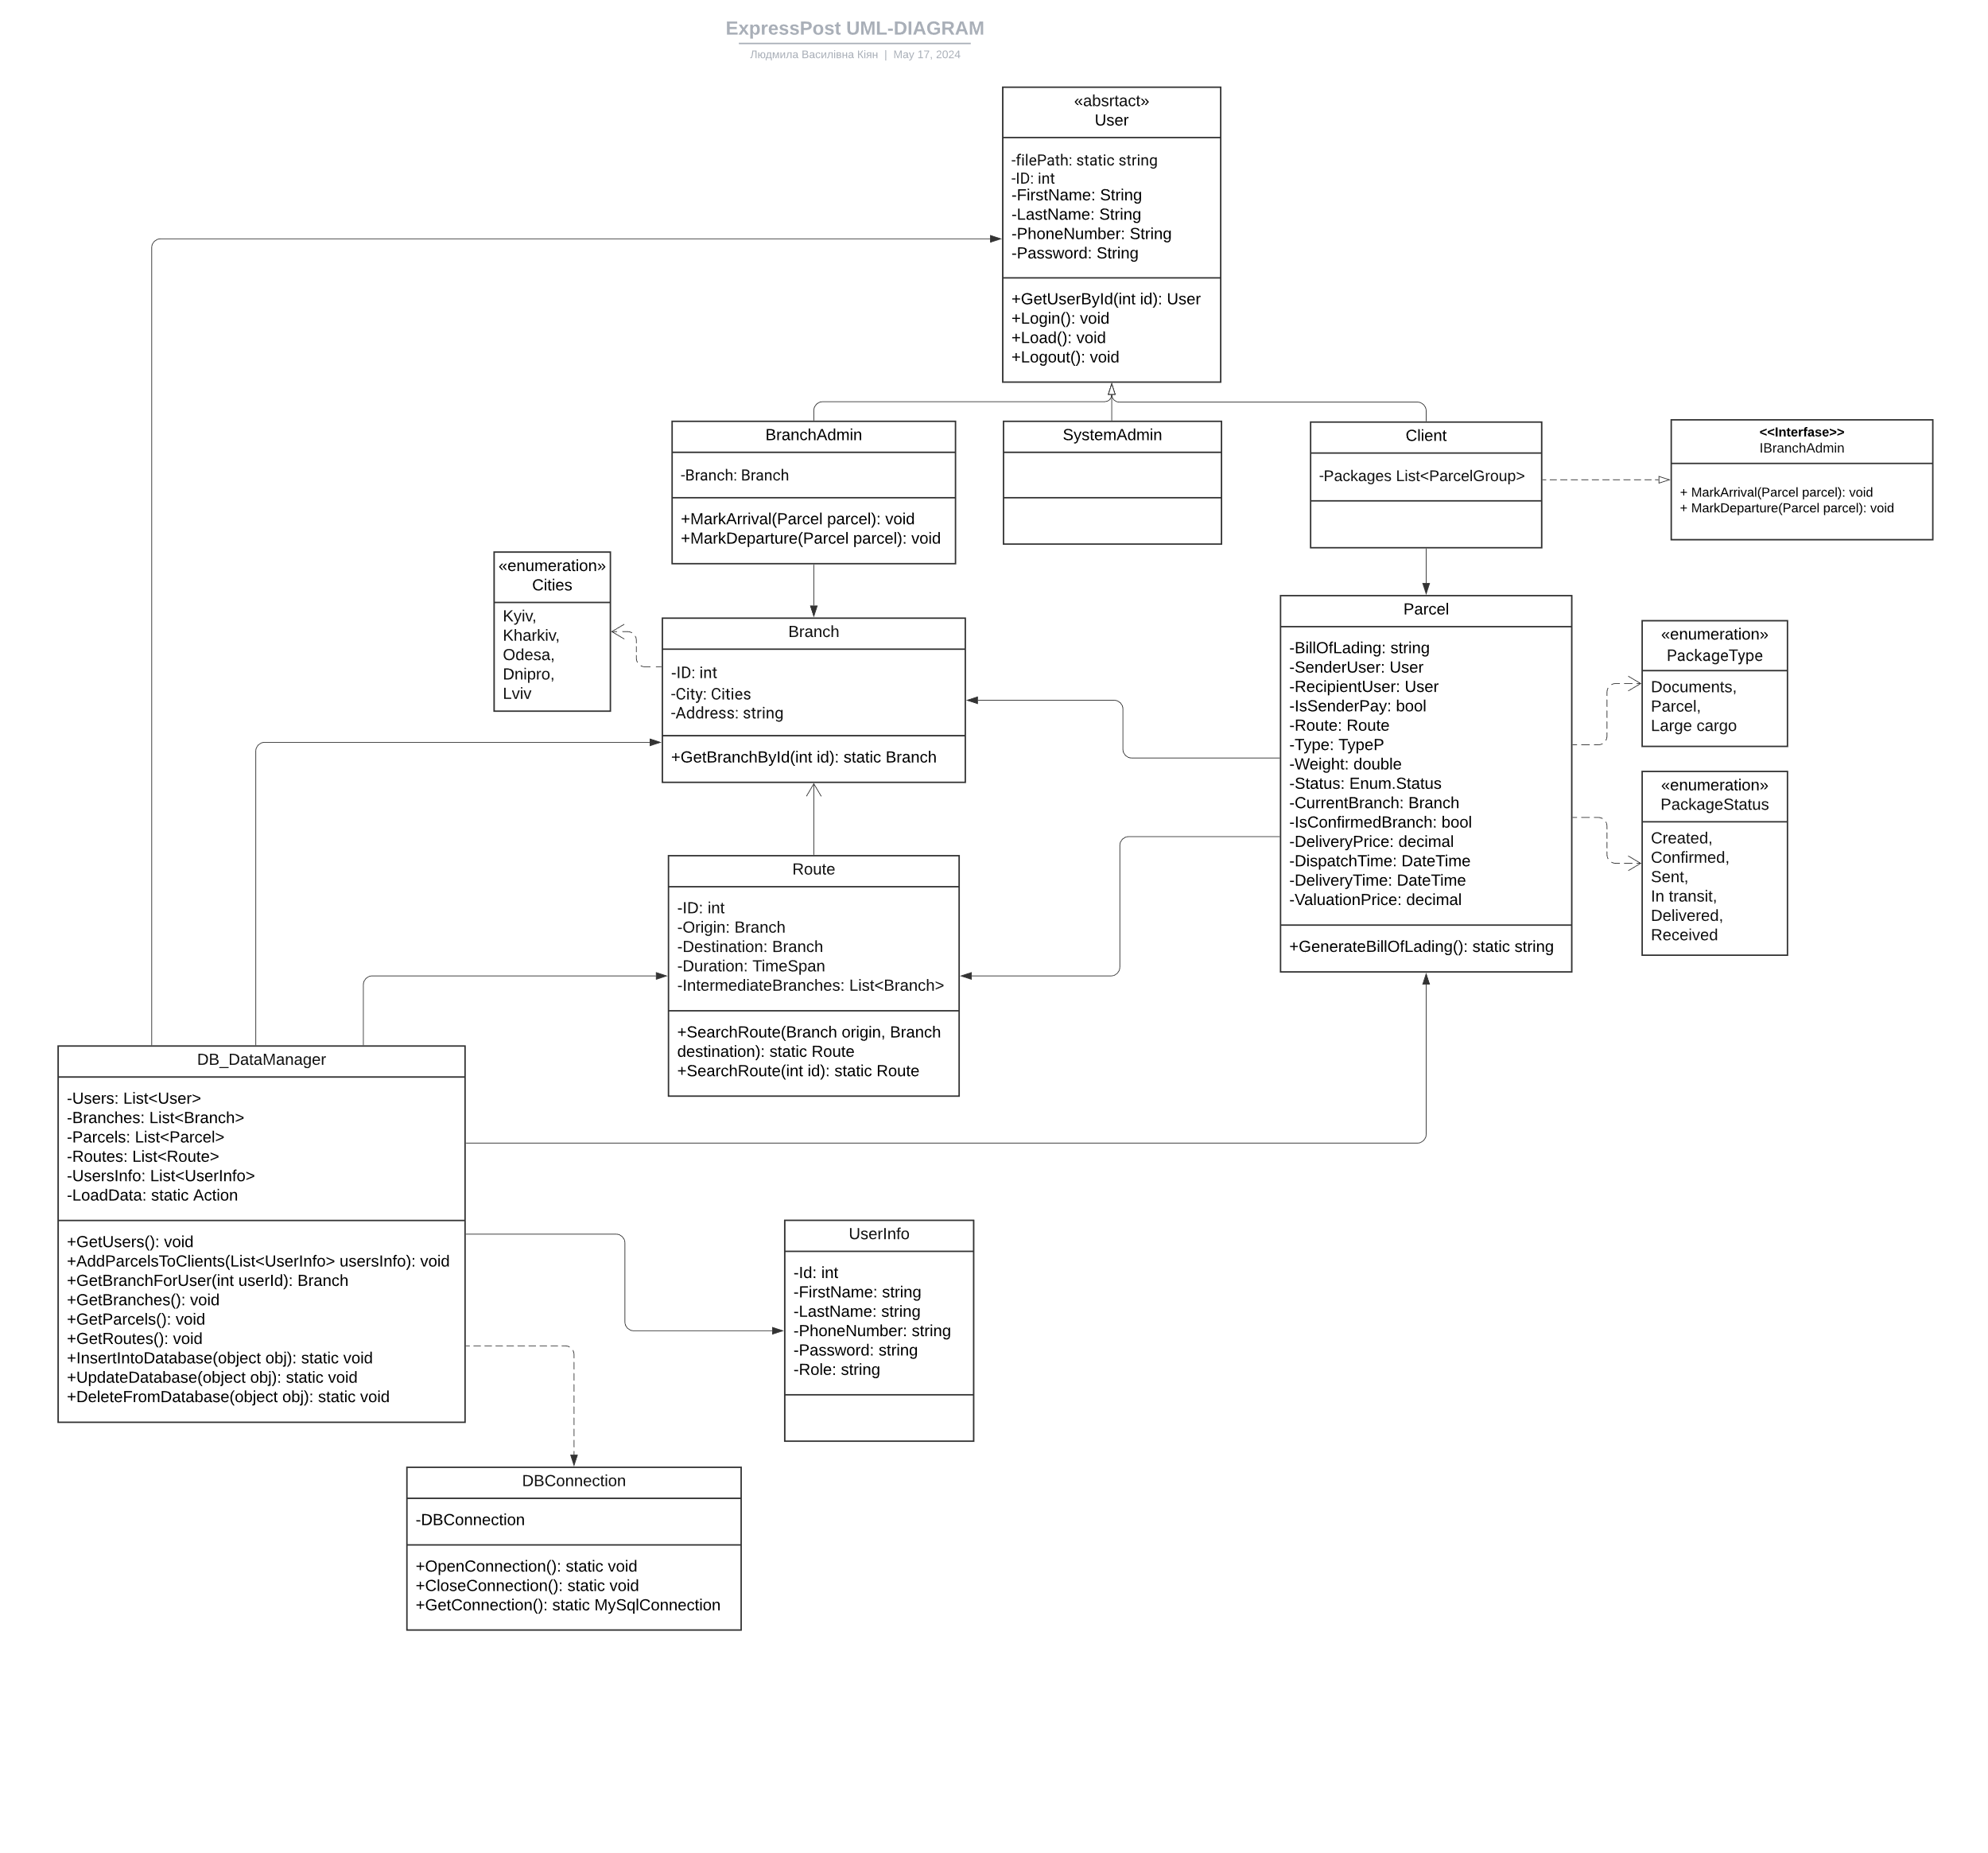 ExpressPost UML-DIAGRAM
Людмила Василівна Кіян | May 17, 2024
«absrtact»
User
-filePath: static string
-ID: int
-FirstName: String
-LastName: String
-PhoneNumber: String
-Password: String
+GetUserById(int id): User
+Login(): void
+Load(): void
+Logout(): void
BranchAdmin
-Branch: Branch
+MarkArrival(Parcel parcel): void
+MarkDeparture(Parcel parcel): void
SystemAdmin
Client
-Packages List<ParcelGroup>
<<Interfase>>
IBranchAdmin
+ MarkArrival(Parcel parcel): void
+ MarkDeparture(Parcel parcel): void
«enumeration»
Cities
Kyiv,
Kharkiv,
Odesa,
Dnipro,
Lviv
Branch
-ID: int
-City: Cities
-Address: string
+GetBranchById(int id): static Branch
Parcel
-BillOfLading: string
-SenderUser: User
-RecipientUser: User
-IsSenderPay: bool
-Route: Route
-Type: TypeP
-Weight: double
-Status: Enum.Status
-CurrentBranch: Branch
-IsConfirmedBranch: bool
-DeliveryPrice: decimal
-DispatchTime: DateTime
-DeliveryTime: DateTime
-ValuationPrice: decimal
+GenerateBillOfLading(): static string
«enumeration»
PackageType
Documents,
Parcel,
Large cargo
«enumeration»
PackageStatus
Created,
Confirmed,
Sent,
In transit,
Delivered,
Received
Route
-ID: int
-Origin: Branch
-Destination: Branch
-Duration: TimeSpan
-IntermediateBranches: List<Branch>
+SearchRoute(Branch origin, Branch
destination): static Route
+SearchRoute(int id): static Route
DB_DataManager
-Users: List<User>
-Branches: List<Branch>
-Parcels: List<Parcel>
-Routes: List<Route>
-UsersInfo: List<UserInfo>
-LoadData: static Action
+GetUsers(): void
+AddParcelsToClients(List<UserInfo> usersInfo): void
+GetBranchForUser(int userId): Branch
+GetBranches(): void
+GetParcels(): void
+GetRoutes(): void
+InsertIntoDatabase(object obj): static void
+UpdateDatabase(object obj): static void
+DeleteFromDatabase(object obj): static void
UserInfo
-Id: int
-FirstName: string
-LastName: string
-PhoneNumber: string
-Password: string
-Role: string
DBConnection
-DBConnection
+OpenConnection(): static void
+CloseConnection(): static void
+GetConnection(): static MySqlConnection